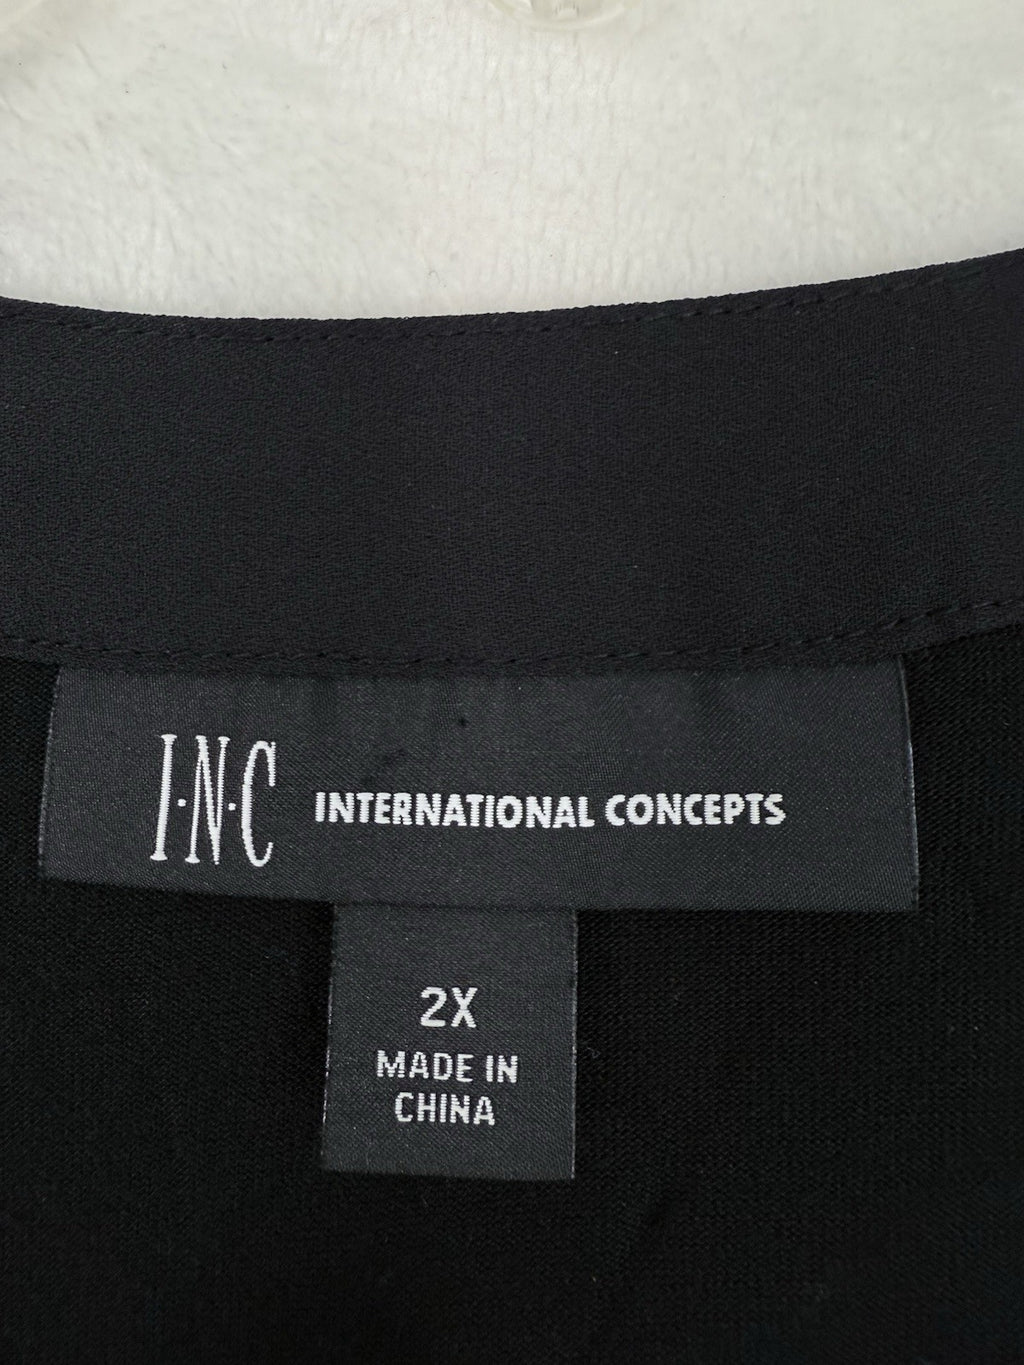 I·N·C INTERNATIONAL CONCEPTS
2X
MADE IN
CHINA